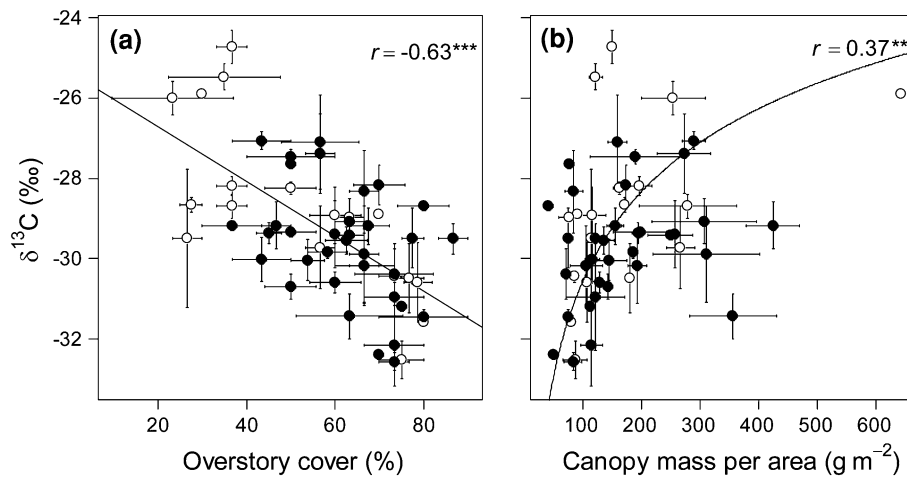 (a)
r = -0.63***
(b)
r = 0.37**
-24
-26
-28
-30
-32
δ¹³C (‰)
20 40 60 80
100 200 300 400 500 600
Overstory cover (%)
Canopy mass per area (g m⁻²)